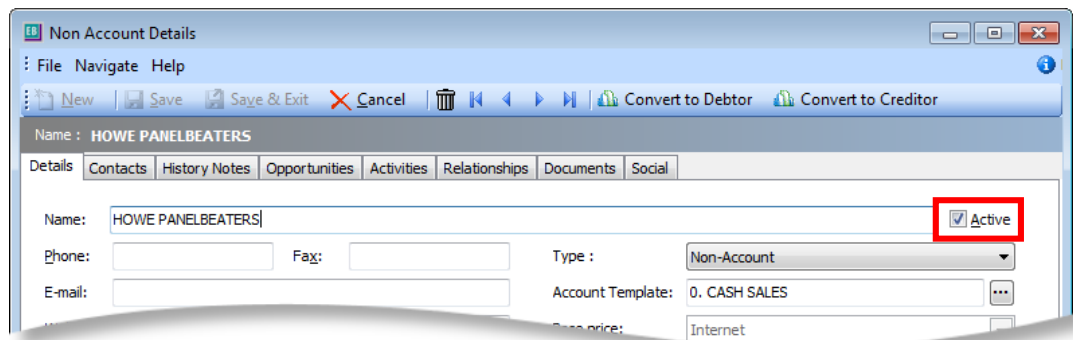 EB Non Account Details
File Navigate Help
New Save Save & Exit Cancel Convert to Debtor Convert to Creditor
Name : HOWE PANELBEATERS
Details Contacts History Notes Opportunities Activities Relationships Documents Social
Name: HOWE PANELBEATERS Active
Phone: Fax: Type : Non-Account
E-mail: Account Template: 0. CASH SALES ...
price: Internet